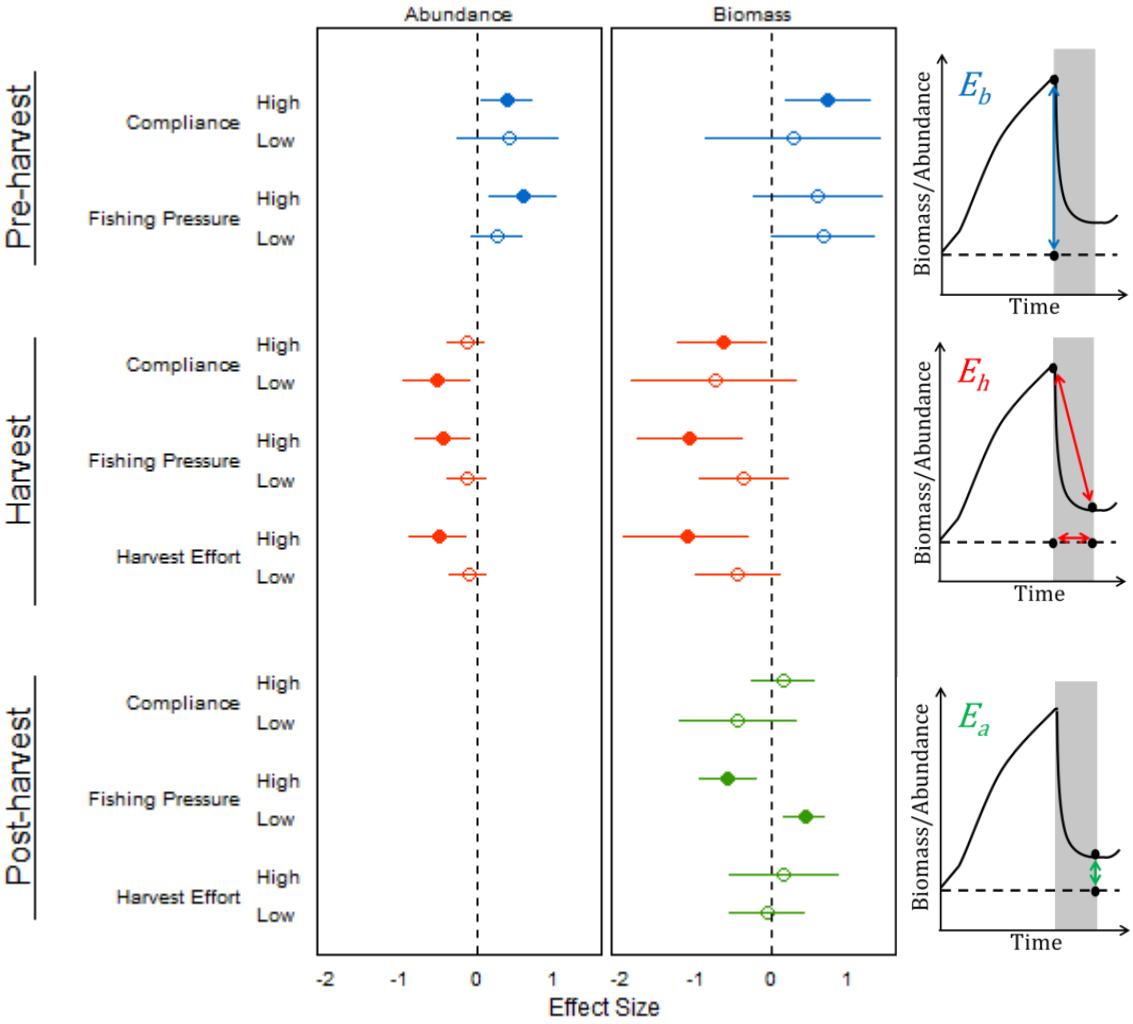 Abundance
Biomass
Pre-harvest
Compliance
High
Low
Fishing Pressure
High
Low
Harvest
Compliance
High
Low
Fishing Pressure
High
Low
Harvest Effort
High
Low
Post-harvest
Compliance
High
Low
Fishing Pressure
High
Low
Harvest Effort
High
Low
-2 -1 0 1
-2 -1 0 1
Effect Size
Biomass/Abundance
E_b
Time
Biomass/Abundance
E_h
Time
Biomass/Abundance
E_a
Time